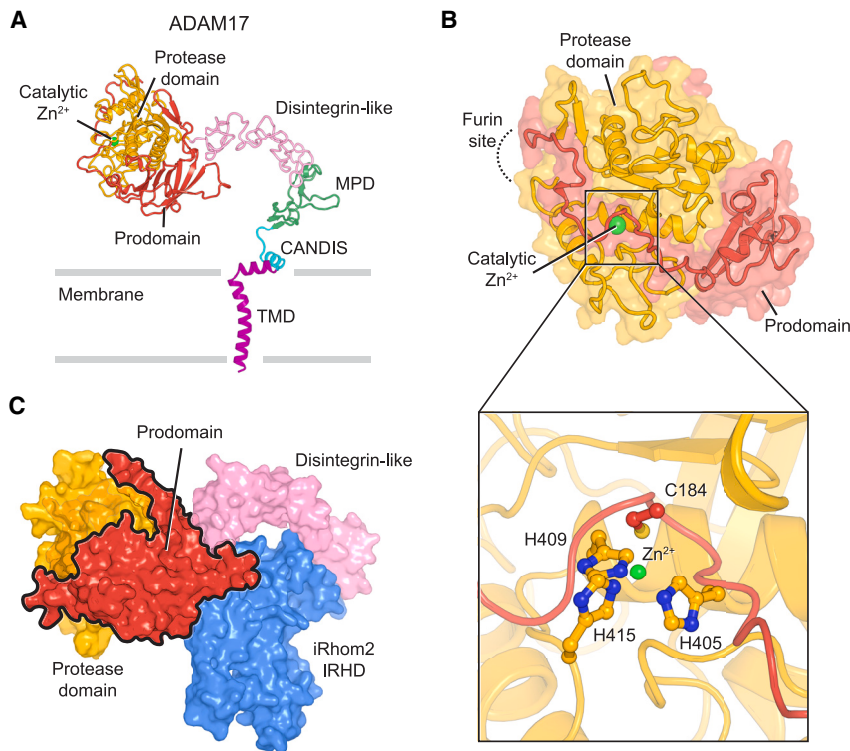 A
ADAM17
Protease
domain
Catalytic
Zn²⁺
Disintegrin-like
MPD
Prodomain
CANDIS
Membrane
TMD
B
Protease
domain
Furin
site
Catalytic
Zn²⁺
Prodomain
C184
H409
Zn²⁺
H415
H405
C
Prodomain
Disintegrin-like
Protease
domain
iRhom2
IRHD